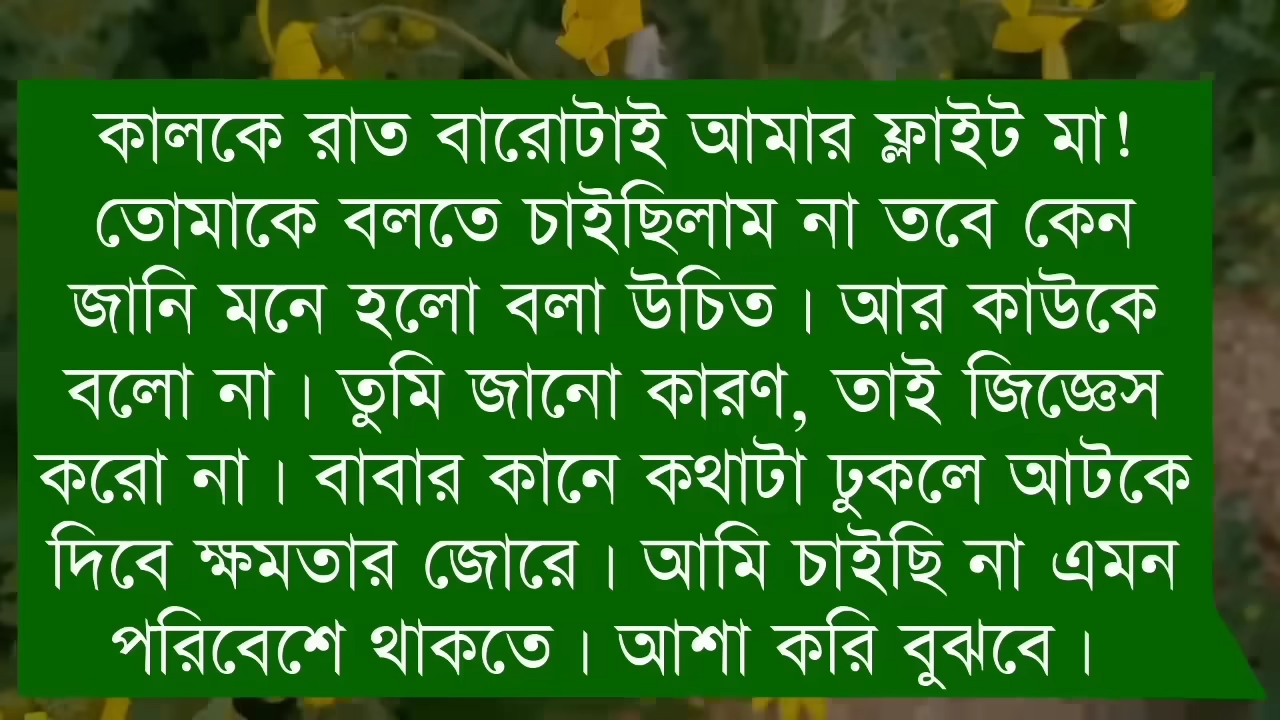 কালকে রাত বারোটাই আমার ফ্লাইট মা!
তোমাকে বলতে চাইছিলাম না তবে কেন
জানি মনে হলো বলা উচিত। আর কাউকে
বলো না। তুমি জানো কারণ, তাই জিজ্ঞেস
করো না। বাবার কানে কথাটা ঢুকলে আটকে
দিবে ক্ষমতার জোরে। আমি চাইছি না এমন
পরিবেশে থাকতে। আশা করি বুঝবে।